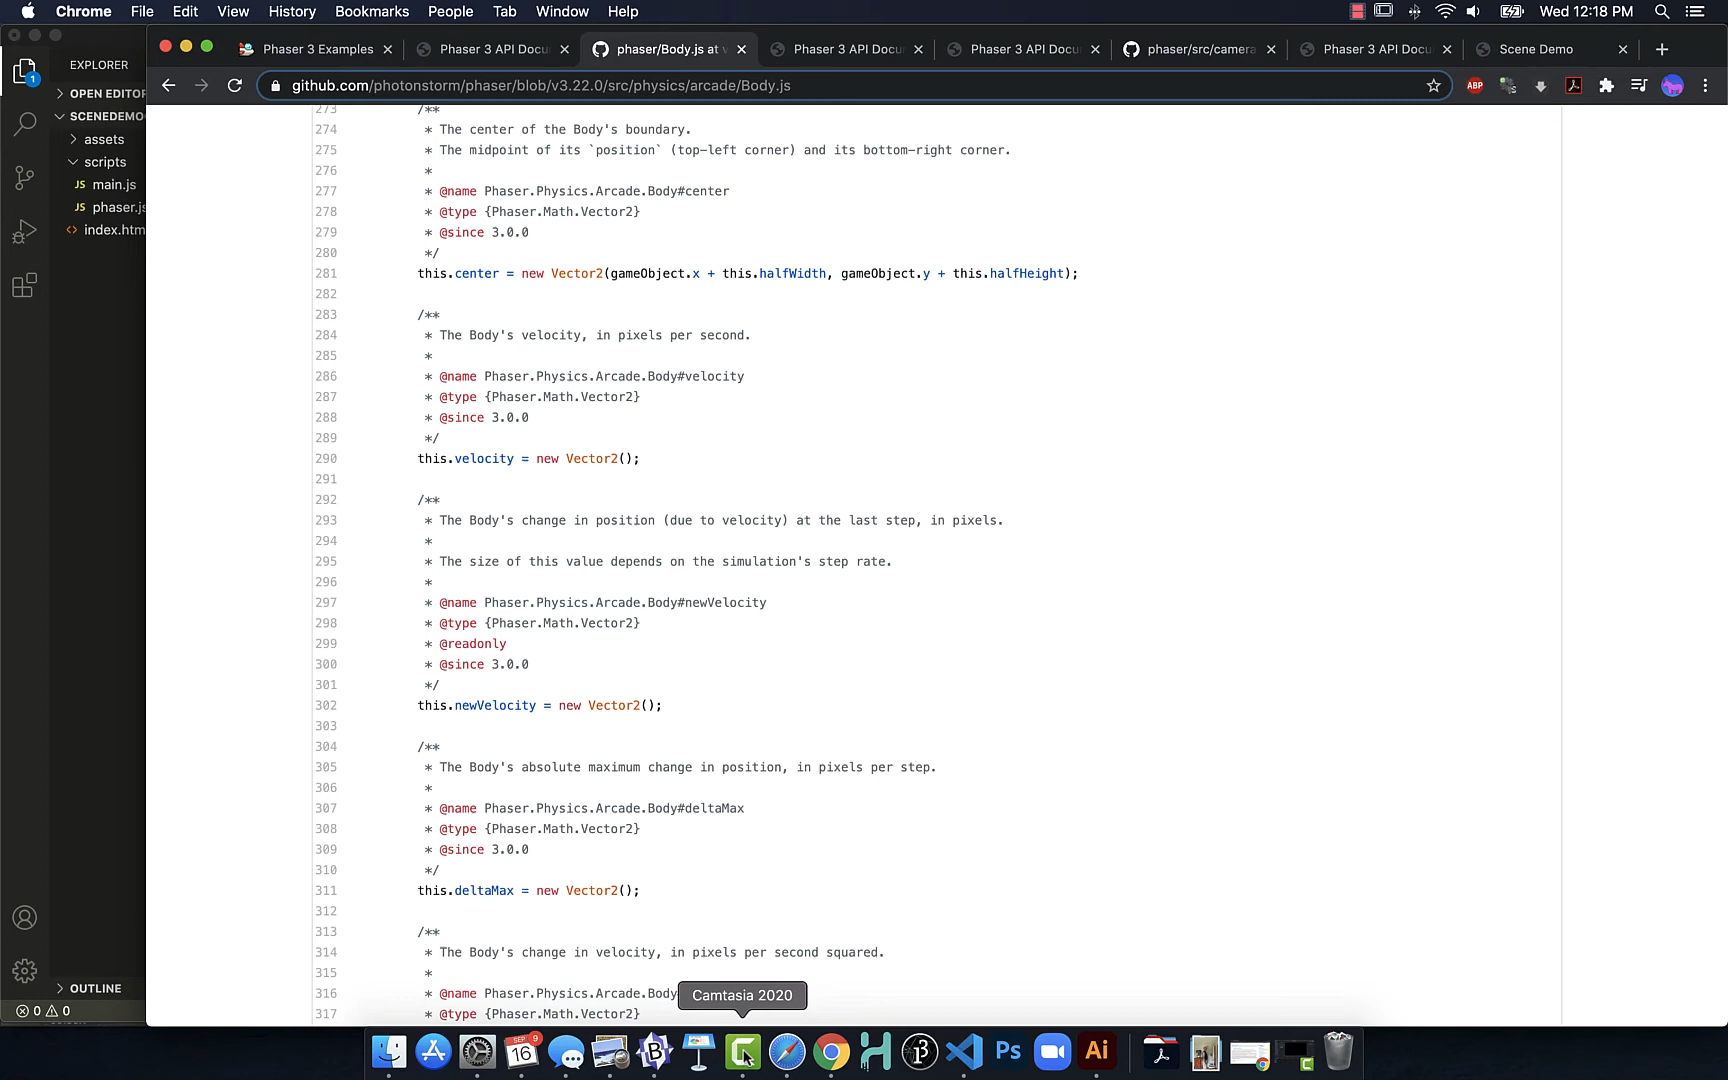 Chrome File Edit View History Bookmarks People Tab Window Help Wed 12:18 PM
Phaser 3 Examples
Phaser 3 API Docu
phaser/Body.js at v
Phaser 3 API Docu
Phaser 3 API Docu
phaser/src/camera
Phaser 3 API Docu
Scene Demo
github.com/photonstorm/phaser/blob/v3.22.0/src/physics/arcade/Body.js
ABP
1
EXPLORER
OPEN EDITOR
SCENEDEMO
assets
scripts
JS main.js
JS phaser.js
<> index.htm
OUTLINE
0 0
273 /**
274 * The center of the Body's boundary.
275 * The midpoint of its `position` (top-left corner) and its bottom-right corner.
276 *
277 * @name Phaser.Physics.Arcade.Body#center
278 * @type {Phaser.Math.Vector2}
279 * @since 3.0.0
280 */
281 this.center = new Vector2(gameObject.x + this.halfWidth, gameObject.y + this.halfHeight);
282
283 /**
284 * The Body's velocity, in pixels per second.
285 *
286 * @name Phaser.Physics.Arcade.Body#velocity
287 * @type {Phaser.Math.Vector2}
288 * @since 3.0.0
289 */
290 this.velocity = new Vector2();
291
292 /**
293 * The Body's change in position (due to velocity) at the last step, in pixels.
294 *
295 * The size of this value depends on the simulation's step rate.
296 *
297 * @name Phaser.Physics.Arcade.Body#newVelocity
298 * @type {Phaser.Math.Vector2}
299 * @readonly
300 * @since 3.0.0
301 */
302 this.newVelocity = new Vector2();
303
304 /**
305 * The Body's absolute maximum change in position, in pixels per step.
306 *
307 * @name Phaser.Physics.Arcade.Body#deltaMax
308 * @type {Phaser.Math.Vector2}
309 * @since 3.0.0
310 */
311 this.deltaMax = new Vector2();
312
313 /**
314 * The Body's change in velocity, in pixels per second squared.
315 *
316 * @name Phaser.Physics.Arcade.Body
317 * @type {Phaser.Math.Vector2}
Camtasia 2020
SEP 16 9
B
Ps
Ai